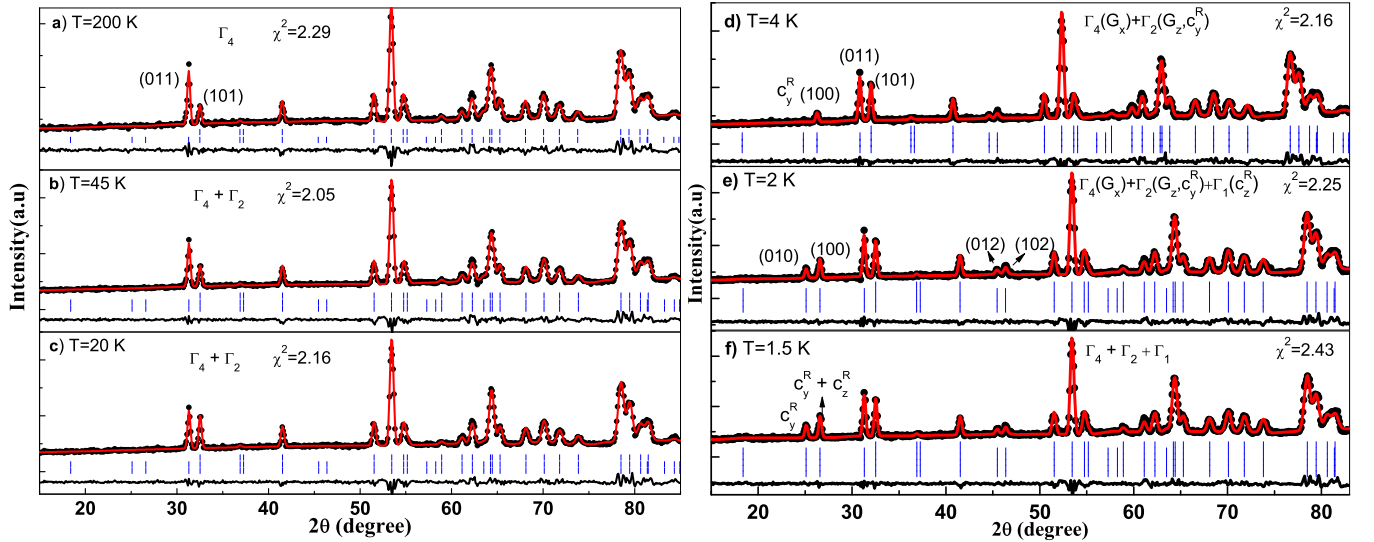 a) T=200 K
Γ4
χ²=2.29
(011)
(101)
b) T=45 K
Γ4 + Γ2
χ²=2.05
c) T=20 K
Γ4 + Γ2
χ²=2.16
Intensity(a.u)
20 30 40 50 60 70 80
2θ (degree)
d) T=4 K
Γ4(Gx)+Γ2(Gz,cyR)
χ²=2.16
(011)
cyR (100)
(101)
e) T=2 K
Γ4(Gx)+Γ2(Gz,cyR)+Γ1(czR)
χ²=2.25
(010)
(100)
(012)
(102)
f) T=1.5 K
Γ4 + Γ2 + Γ1
χ²=2.43
cyR + czR
cyR
Intensity(a.u)
20 30 40 50 60 70 80
2θ (degree)